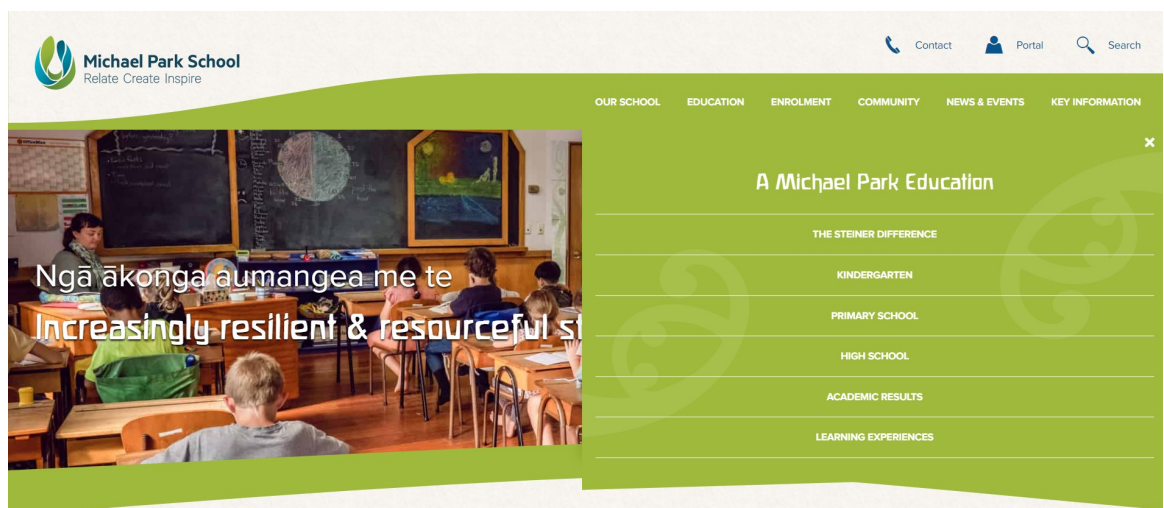 Michael Park School
Relate Create Inspire
Contact
Portal
Search
OUR SCHOOL
EDUCATION
ENROLMENT
COMMUNITY
NEWS & EVENTS
KEY INFORMATION
Ngā ākonga aumangea me te
Increasingly resilient & resourceful
A Michael Park Education
THE STEINER DIFFERENCE
KINDERGARTEN
PRIMARY SCHOOL
HIGH SCHOOL
ACADEMIC RESULTS
LEARNING EXPERIENCES